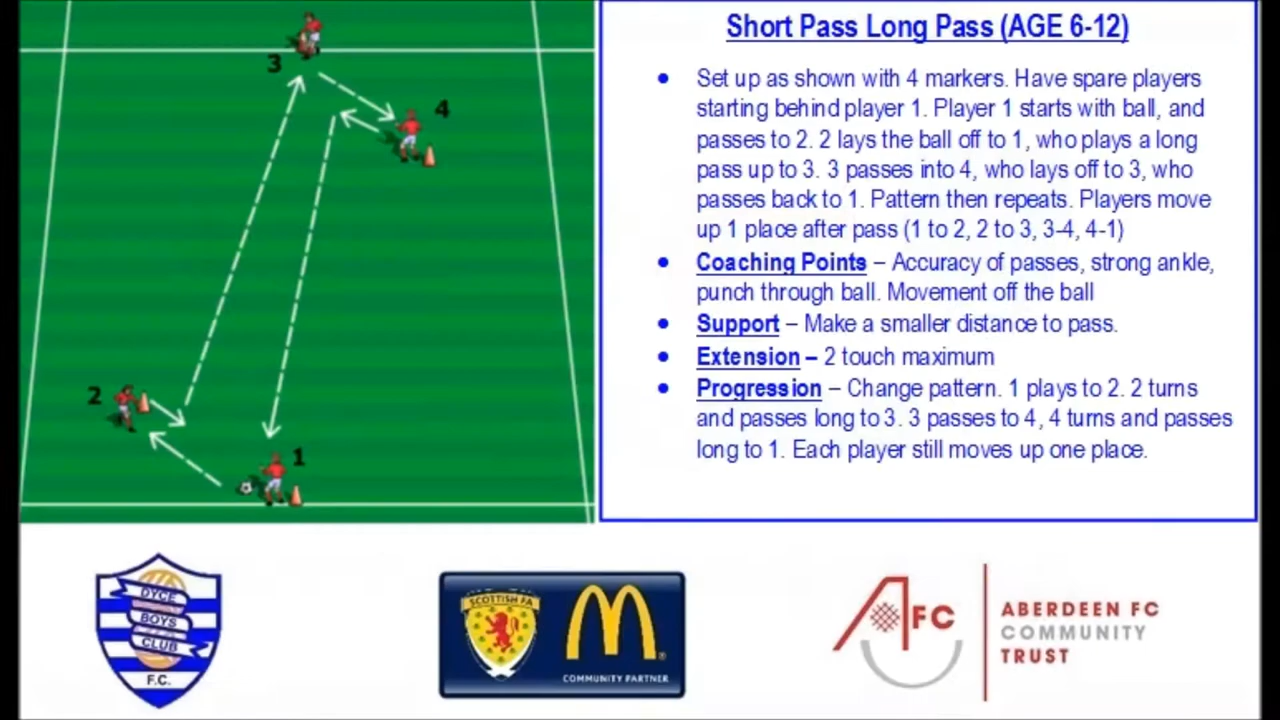 Short Pass Long Pass (AGE 6-12)
3
4
2
1
• Set up as shown with 4 markers. Have spare players
starting behind player 1. Player 1 starts with ball, and
passes to 2. 2 lays the ball off to 1, who plays a long
pass up to 3. 3 passes into 4, who lays off to 3, who
passes back to 1. Pattern then repeats. Players move
up 1 place after pass (1 to 2, 2 to 3, 3-4, 4-1)
• Coaching Points – Accuracy of passes, strong ankle,
punch through ball. Movement off the ball
• Support – Make a smaller distance to pass.
• Extension – 2 touch maximum
• Progression – Change pattern. 1 plays to 2. 2 turns
and passes long to 3. 3 passes to 4, 4 turns and passes
long to 1. Each player still moves up one place.
DYCE
BOYS
CLUB
F.C.
SCOTTISH FA
COMMUNITY PARTNER
AFC
ABERDEEN FC
COMMUNITY
TRUST